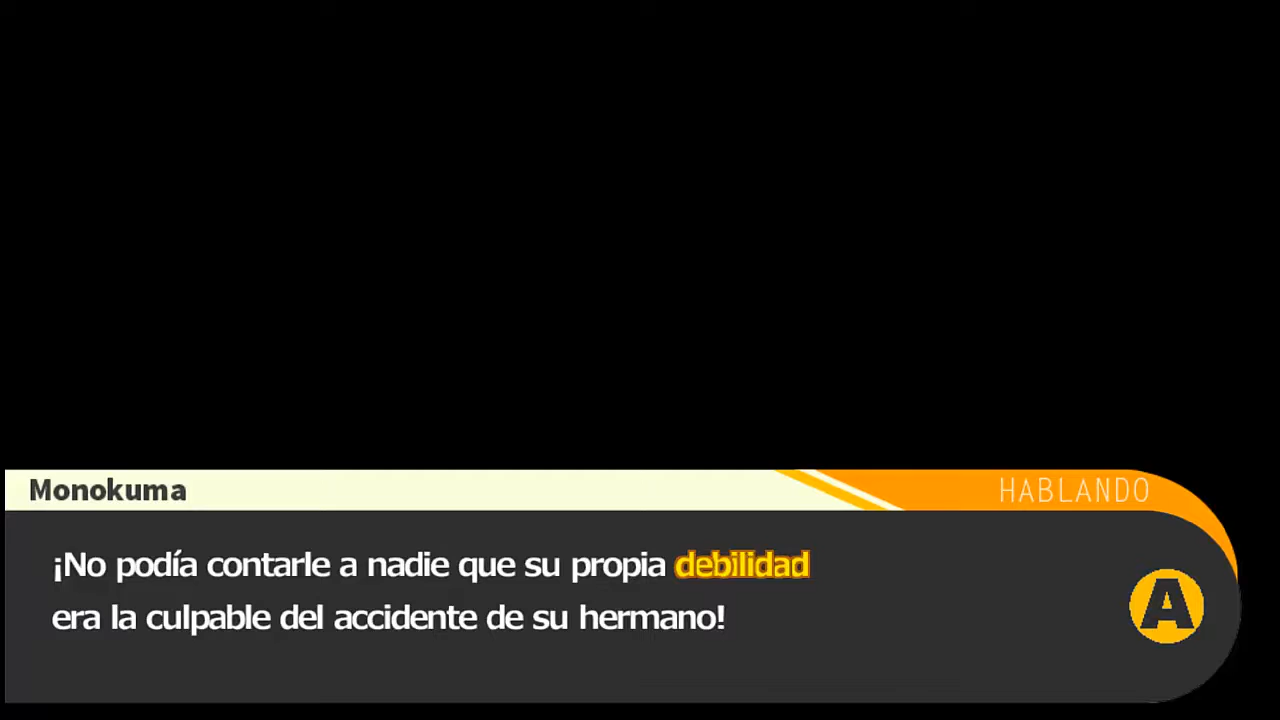 Monokuma
HABLANDO
¡No podía contarle a nadie que su propia debilidad
era la culpable del accidente de su hermano!
A